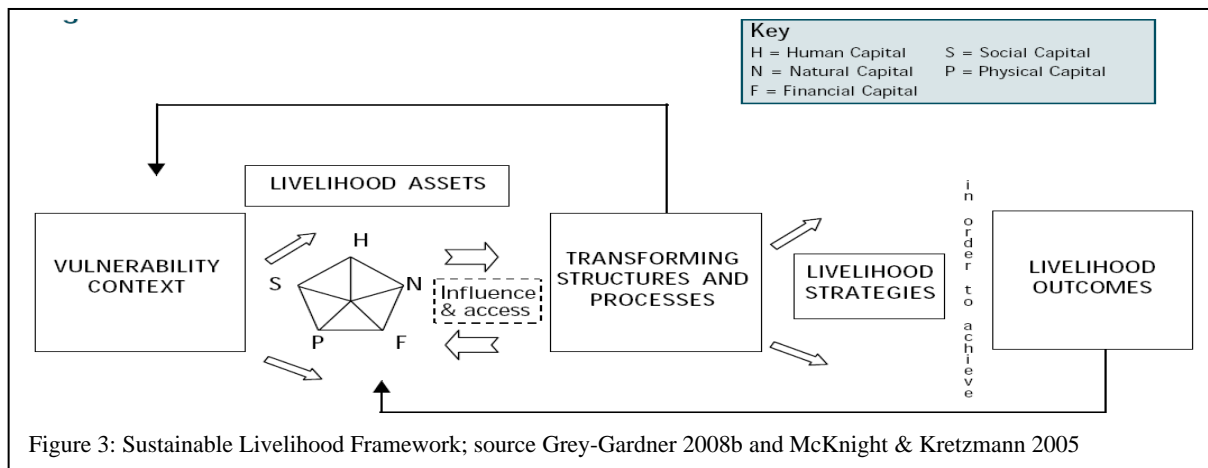 Key
H = Human Capital S = Social Capital
N = Natural Capital P = Physical Capital
F = Financial Capital
LIVELIHOOD ASSETS
VULNERABILITY
CONTEXT
H
S
N
P
F
Influence
& access
TRANSFORMING
STRUCTURES AND
PROCESSES
LIVELIHOOD
STRATEGIES
in order to achieve
LIVELIHOOD
OUTCOMES
Figure 3: Sustainable Livelihood Framework; source Grey-Gardner 2008b and McKnight & Kretzmann 2005